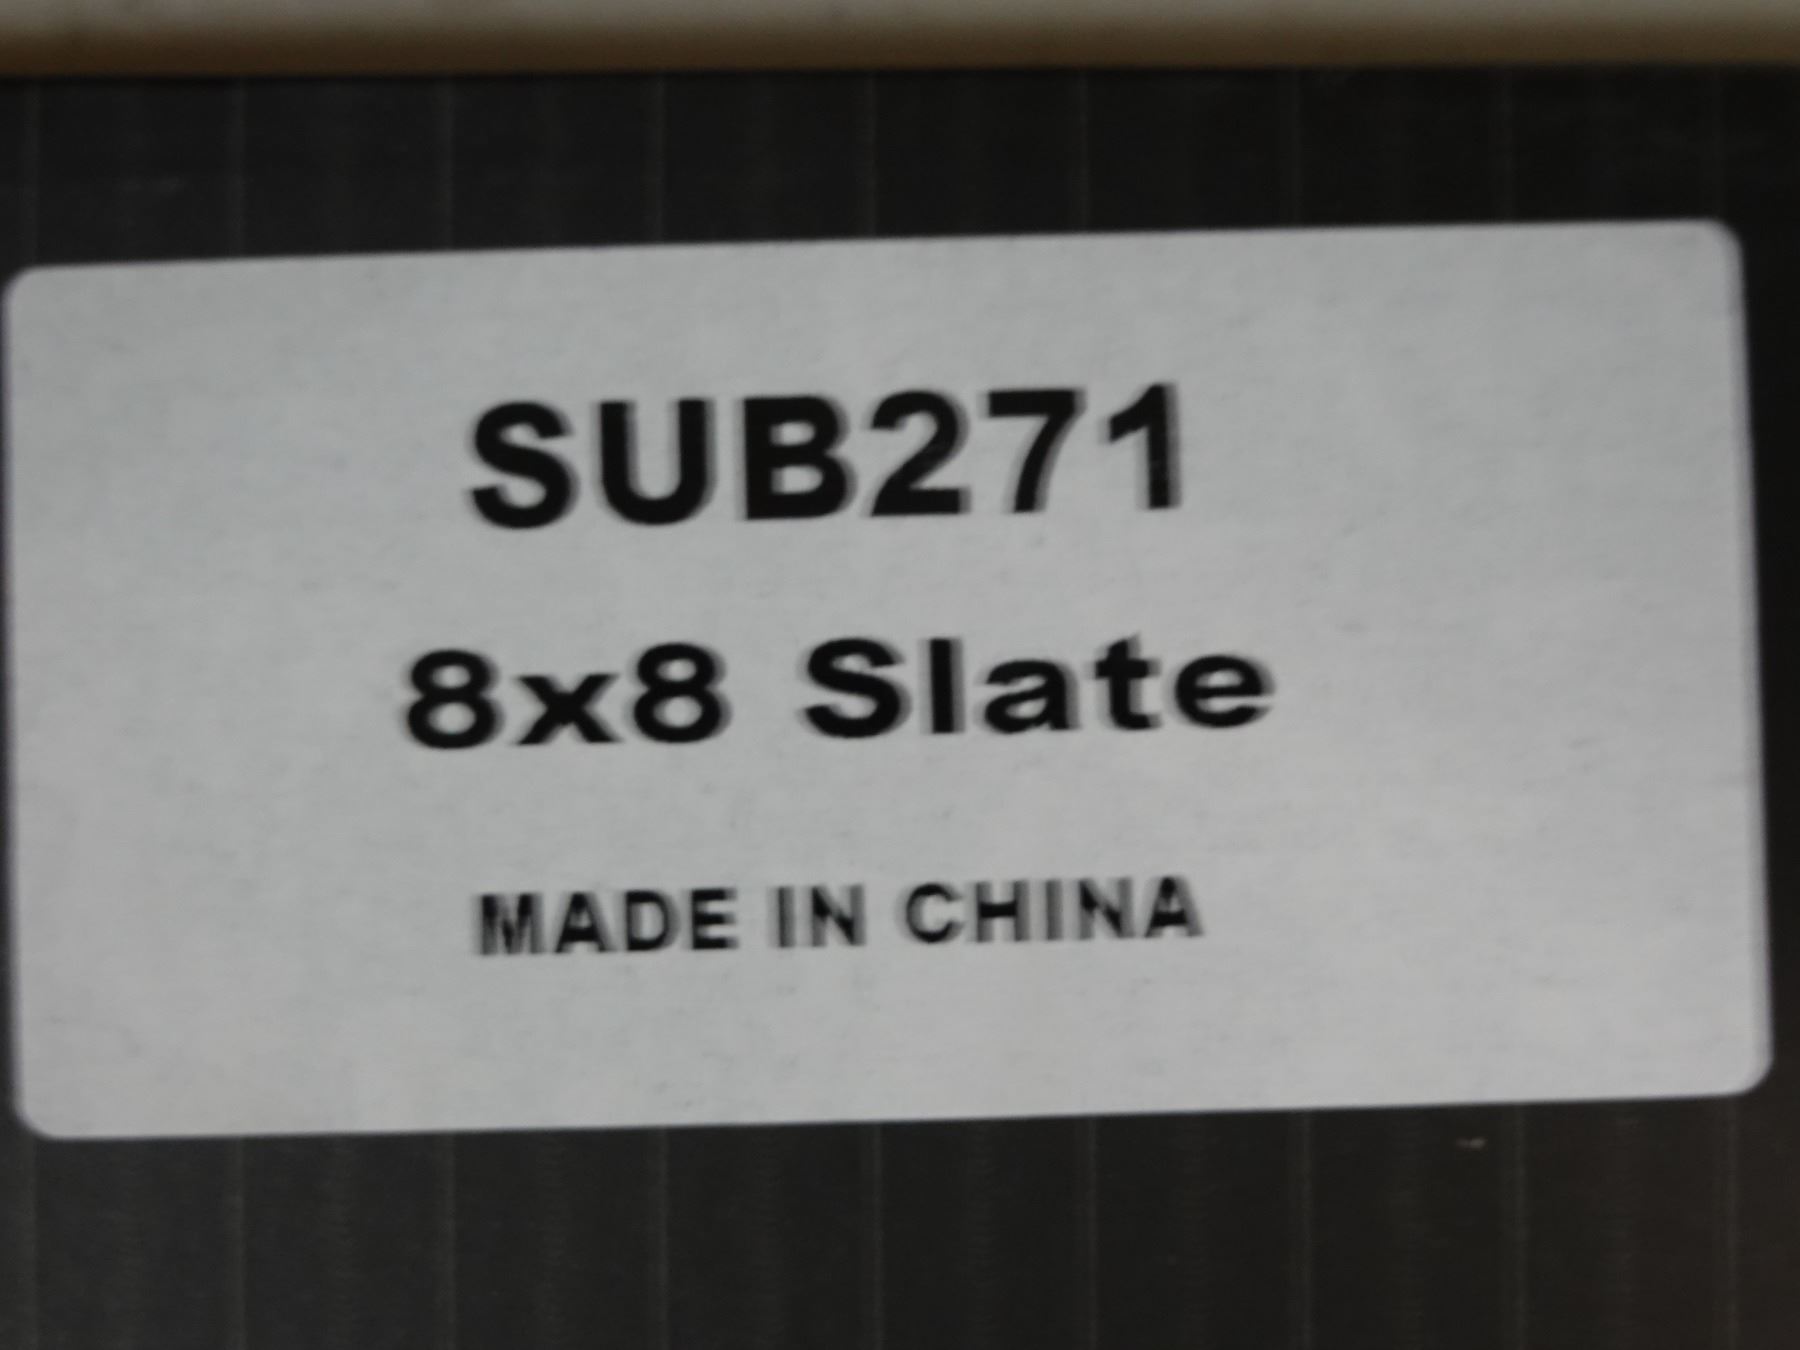 SUB271
8x8 Slate
MADE IN CHINA